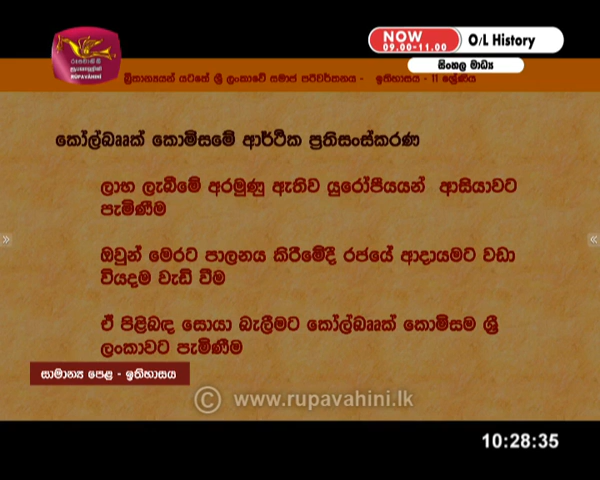 NOW
09.00-11.00
O/L History
සිංහල මාධ්‍ය
රූපවාහිනී
RUPAVAHINI
බ්‍රිතාන්‍යයන් යටතේ ශ්‍රී ලංකාවේ සමාජ පරිවර්තනය - ඉතිහාසය - 11 ශ්‍රේණිය
කෝල්බෲක් කොමිසමේ ආර්ථික ප්‍රතිසංස්කරණ
ලාභ ලැබීමේ අරමුණු ඇතිව යුරෝපීයයන් ආසියාවට
පැමිණීම
ඔවුන් මෙරට පාලනය කිරීමේදී රජයේ ආදායමට වඩා
වියදම වැඩි වීම
ඒ පිළිබඳ සොයා බැලීමට කෝල්බෲක් කොමිසම ශ්‍රී
ලංකාවට පැමිණීම
සාමාන්‍ය පෙළ - ඉතිහාසය
© www.rupavahini.lk
10:28:35